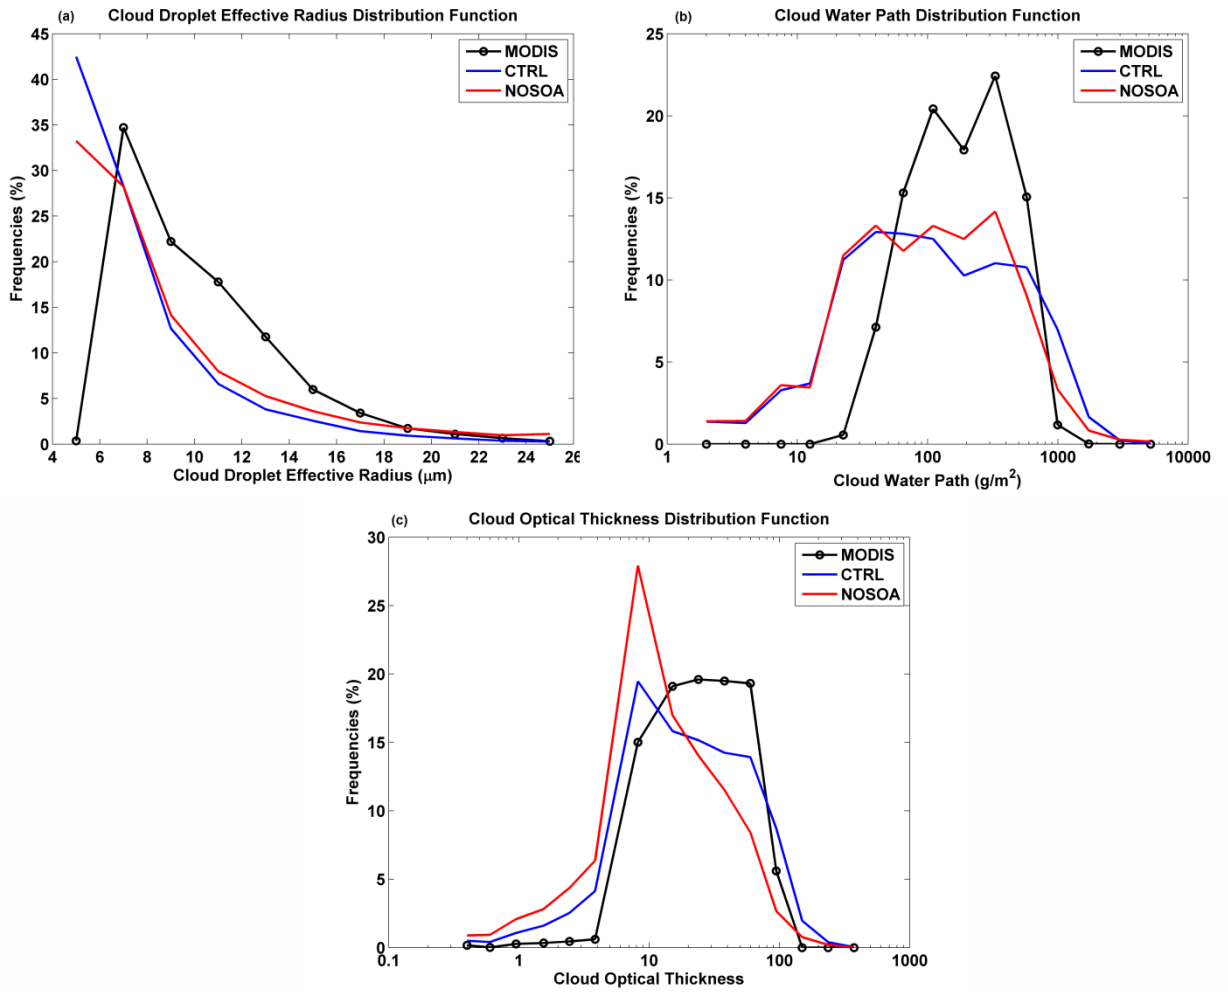 (a) Cloud Droplet Effective Radius Distribution Function
45
40
35
30
25
20
15
10
5
0
Frequencies (%)
MODIS
CTRL
NOSOA
4 6 8 10 12 14 16 18 20 22 24 26
Cloud Droplet Effective Radius (μm)
(b) Cloud Water Path Distribution Function
25
20
15
10
5
0
Frequencies (%)
MODIS
CTRL
NOSOA
1 10 100 1000 10000
Cloud Water Path (g/m²)
(c) Cloud Optical Thickness Distribution Function
30
25
20
15
10
5
0
Frequencies (%)
MODIS
CTRL
NOSOA
0.1 1 10 100 1000
Cloud Optical Thickness